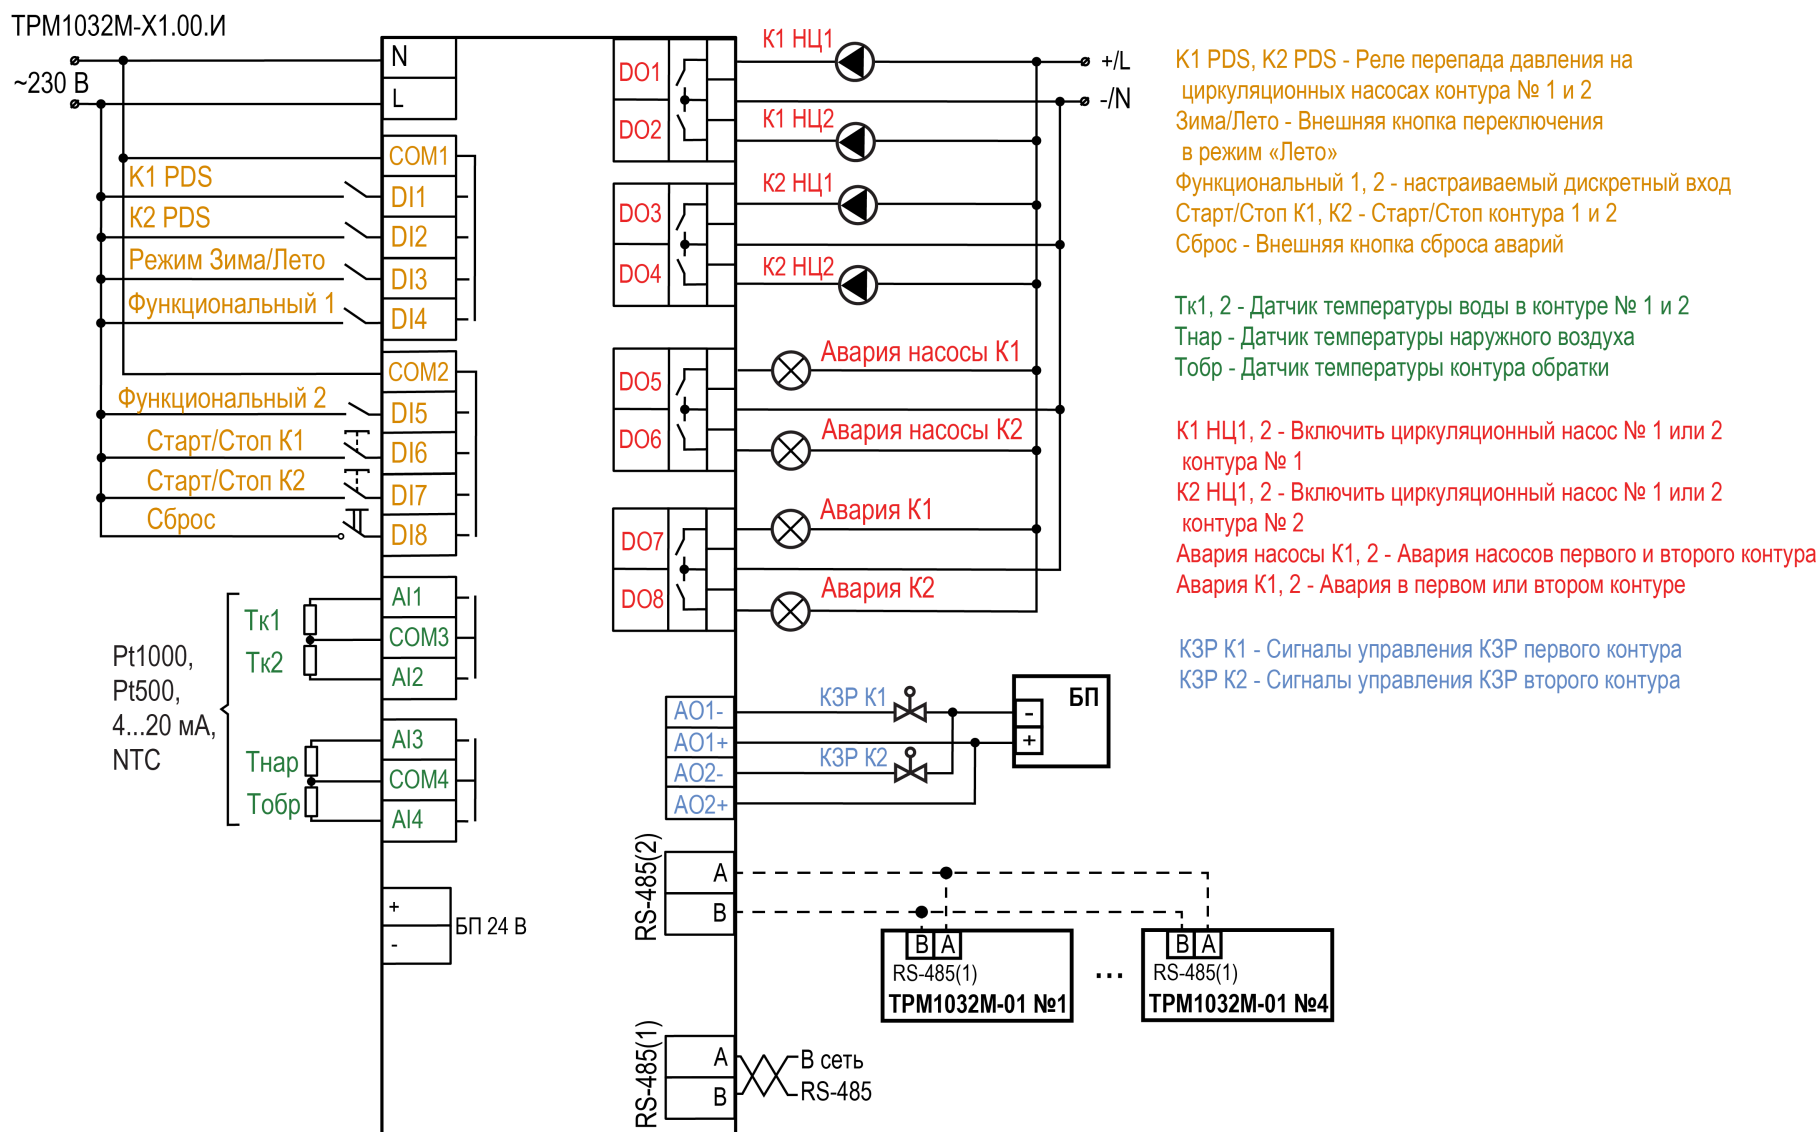 ТРМ1032М-Х1.00.И
~230 В
N
L
COM1
K1 PDS
DI1
К2 PDS
DI2
Режим Зима/Лето
DI3
Функциональный 1
DI4
COM2
Функциональный 2
DI5
Старт/Стоп К1
DI6
Старт/Стоп К2
DI7
Сброс
DI8
Pt1000,
Pt500,
4...20 мА,
NTC
Тк1
Тк2
AI1
COM3
AI2
Тнар
Тобр
AI3
COM4
AI4
+
-
БП 24 В
DO1
DO2
К1 НЦ1
К1 НЦ2
+/L
-/N
DO3
DO4
К2 НЦ1
К2 НЦ2
DO5
DO6
Авария насосы К1
Авария насосы К2
DO7
DO8
Авария К1
Авария К2
AO1-
AO1+
AO2-
AO2+
КЗР К1
КЗР К2
БП
-
+
RS-485(2)
A
B
B A
RS-485(1)
ТРМ1032М-01 №1
...
B A
RS-485(1)
ТРМ1032М-01 №4
RS-485(1)
A
B
В сеть
RS-485
K1 PDS, K2 PDS - Реле перепада давления на
циркуляционных насосах контура № 1 и 2
Зима/Лето - Внешняя кнопка переключения
в режим «Лето»
Функциональный 1, 2 - настраиваемый дискретный вход
Старт/Стоп К1, К2 - Старт/Стоп контура 1 и 2
Сброс - Внешняя кнопка сброса аварий
Тк1, 2 - Датчик температуры воды в контуре № 1 и 2
Тнар - Датчик температуры наружного воздуха
Тобр - Датчик температуры контура обратки
К1 НЦ1, 2 - Включить циркуляционный насос № 1 или 2
контура № 1
К2 НЦ1, 2 - Включить циркуляционный насос № 1 или 2
контура № 2
Авария насосы К1, 2 - Авария насосов первого и второго контура
Авария К1, 2 - Авария в первом или втором контуре
КЗР К1 - Сигналы управления КЗР первого контура
КЗР К2 - Сигналы управления КЗР второго контура